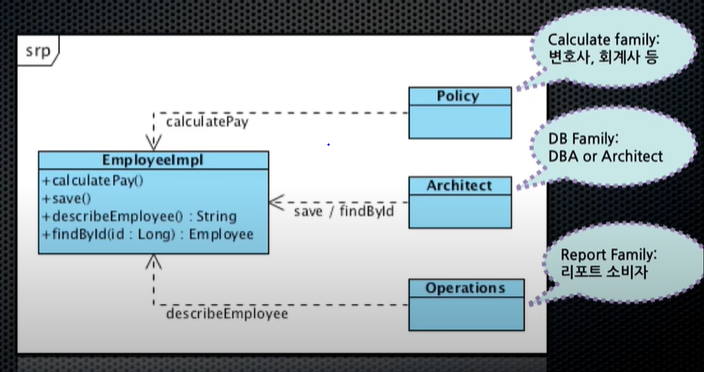 srp
Calculate family:
변호사, 회계사 등
Policy
calculatePay
EmployeeImpl
+calculatePay()
+save()
+describeEmployee() : String
+findById(id : Long) : Employee
DB Family:
DBA or Architect
Architect
save / findById
Report Family:
리포트 소비자
Operations
describeEmployee